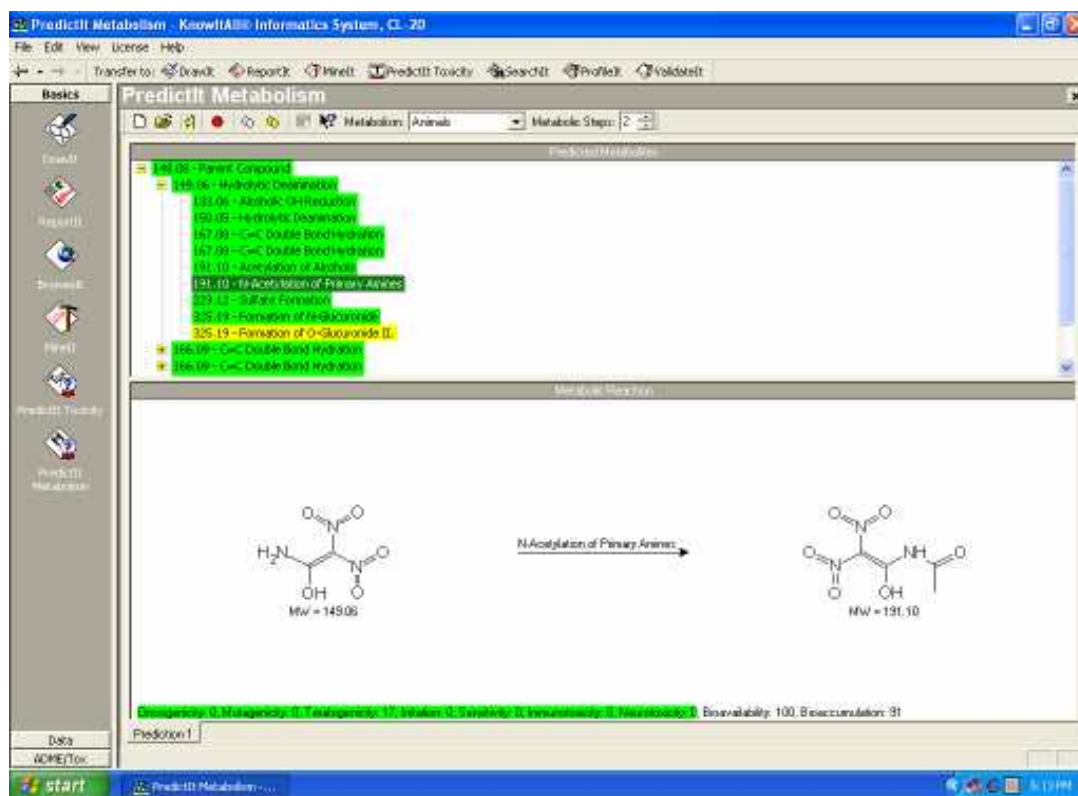 PredictIt Metabolism - KnowItAll® Informatics System, CL-20
File Edit View License Help
Transfer to: DrawIt ReportIt MineIt PredictIt Toxicity SearchIt ProfileIt ValidateIt
Basics
PredictIt Metabolism
Metabolism: Animals Metabolic Steps: 2
Predicted Metabolites
148.08 - Parent Compound
149.06 - Hydrolytic Deamination
133.06 - Alcoholic OH Reduction
150.05 - Hydrolytic Deamination
167.08 - C=C Double Bond Hydration
167.08 - C=C Double Bond Hydration
191.10 - Acetylation of Alcohols
191.10 - N-Acetylation of Primary Amines
229.12 - Sulfate Formation
325.19 - Formation of N-Glucuronide
325.19 - Formation of O-Glucuronide II.
166.09 - C=C Double Bond Hydration
166.09 - C=C Double Bond Hydration
DrawIt
ReportIt
BrowseIt
MineIt
PredictIt Toxicity
PredictIt
Metabolism
Metabolic Reaction
O O
N
H2N O
N
OH O
MW = 149.06
N-Acetylation of Primary Amines
O O
N
O NH O
N
O OH
MW = 191.10
Oncogenicity: 0, Mutagenicity: 0, Teratogenicity: 17, Irritation: 0, Sensitivity: 0, Immunotoxicity: 0, Neurotoxicity: 0, Bioavailability: 100, Bioaccumulation: 91
Prediction 1
Data
ADME/Tox
start PredictIt Metabolism -... 5:13 PM